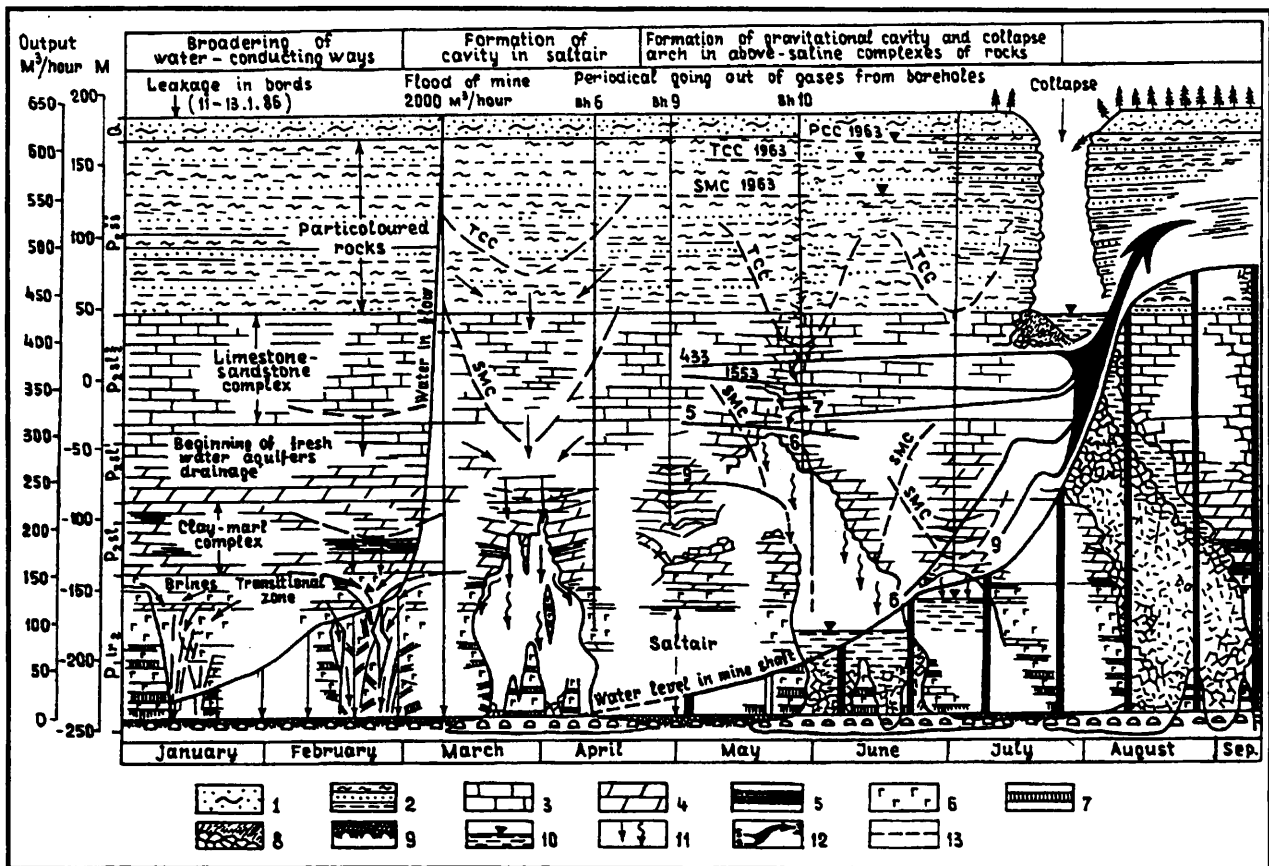 Output
M³/hour M
Broadering of
water-conducting ways
Formation of
cavity in saltair
Formation of gravitational cavity and collapse
arch in above-saline complexes of rocks
Leakage in bords
(11-13.1.86)
Flood of mine
2000 M³/hour
Periodical going out of gases from boreholes
Bh 6
Bh 9
Bh 10
Collapse
650
600
550
500
450
400
350
300
250
200
150
100
50
0
200
150
100
50
0
-50
-100
-150
-200
-250
Q
P₂šš
P₂sl₂
P₂sl₁
P₁ir₂
PCC 1963
TCC 1963
SMC 1963
Particoloured
rocks
TCC
TCC
TCC
Water in flow
Limestone-
sandstone
complex
SMC
433
1553
SMC
5
7
6
Beginning of fresh
water aquifers
drainage
9
SMC
SMC
Clay-marl
complex
9
Brines
Transitional
zone
6
Saltair
Water level in mine shaft
January
February
March
April
May
June
July
August
Sep.
1
2
3
4
5
6
7
8
9
10
11
12
13